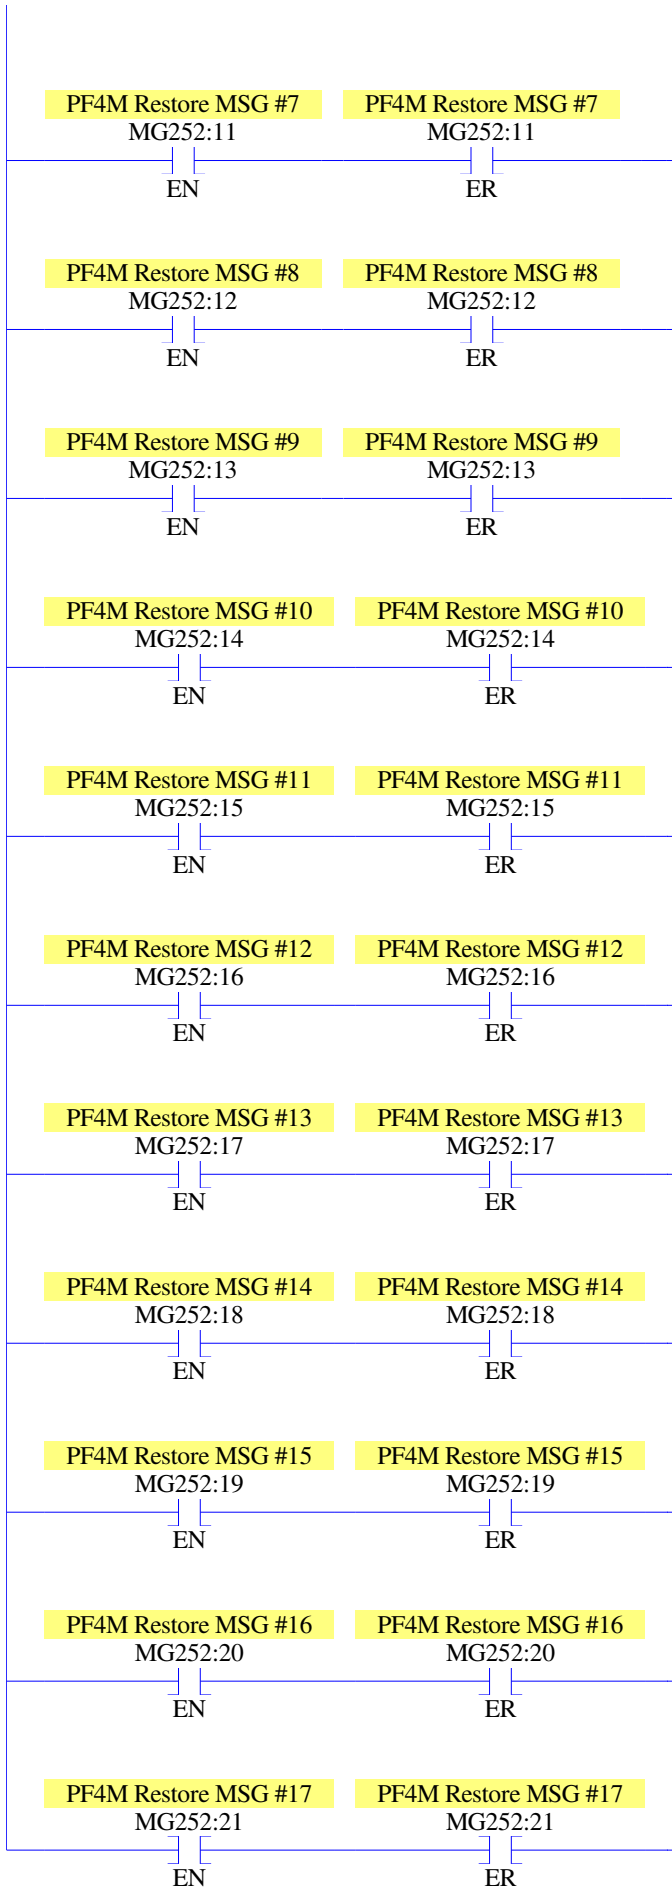 PF4M Restore MSG #7 PF4M Restore MSG #7
MG252:11 MG252:11
EN ER
PF4M Restore MSG #8 PF4M Restore MSG #8
MG252:12 MG252:12
EN ER
PF4M Restore MSG #9 PF4M Restore MSG #9
MG252:13 MG252:13
EN ER
PF4M Restore MSG #10 PF4M Restore MSG #10
MG252:14 MG252:14
EN ER
PF4M Restore MSG #11 PF4M Restore MSG #11
MG252:15 MG252:15
EN ER
PF4M Restore MSG #12 PF4M Restore MSG #12
MG252:16 MG252:16
EN ER
PF4M Restore MSG #13 PF4M Restore MSG #13
MG252:17 MG252:17
EN ER
PF4M Restore MSG #14 PF4M Restore MSG #14
MG252:18 MG252:18
EN ER
PF4M Restore MSG #15 PF4M Restore MSG #15
MG252:19 MG252:19
EN ER
PF4M Restore MSG #16 PF4M Restore MSG #16
MG252:20 MG252:20
EN ER
PF4M Restore MSG #17 PF4M Restore MSG #17
MG252:21 MG252:21
EN ER